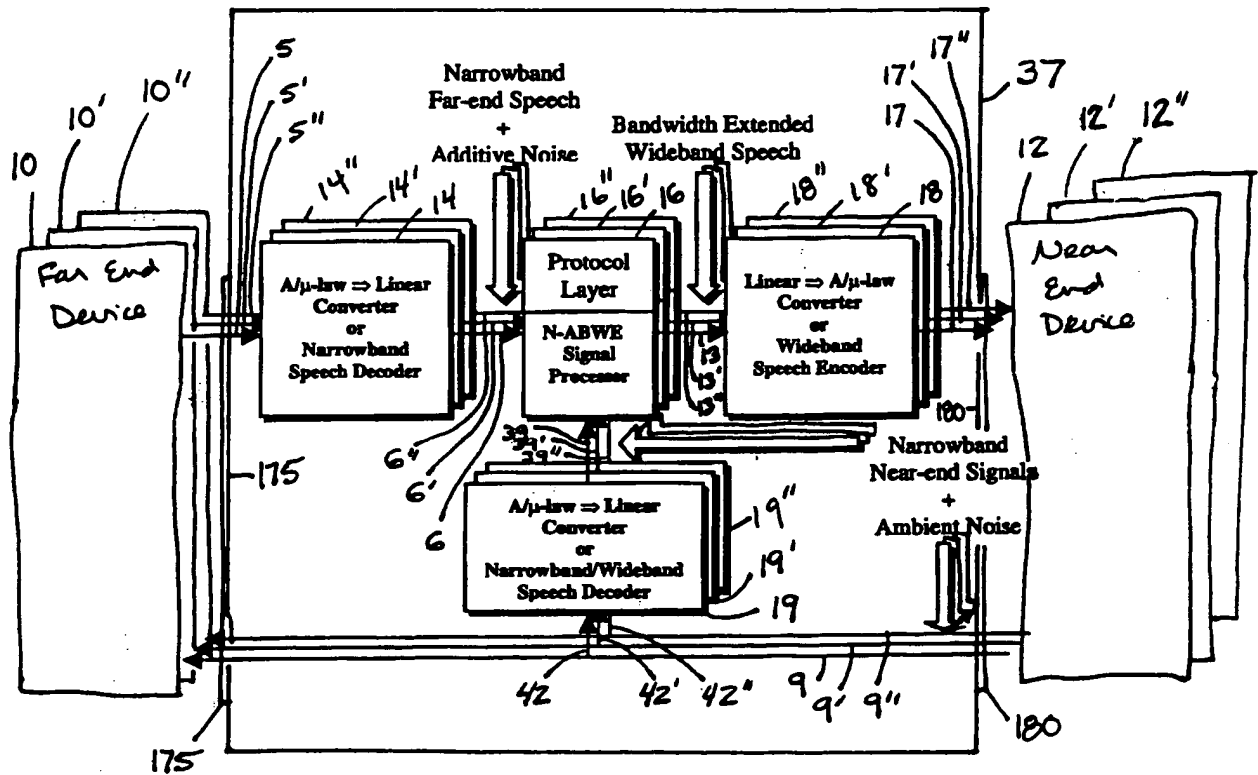 5
5'
5"
17"
17'
17
37
10"
10'
10
Narrowband
Far-end Speech
+
Additive Noise
Bandwidth Extended
Wideband Speech
12"
12'
12
14"
14'
14
16"
16'
16
18"
18'
18
Far End
Device
A/μ-law ⇒ Linear
Converter
or
Narrowband
Speech Decoder
Protocol
Layer
N-ABWE
Signal
Processor
Linear ⇒ A/μ-law
Converter
or
Wideband
Speech Encoder
Near
End
Device
13
13'
13"
180
39
39'
39"
6"
6'
6
175
Narrowband
Near-end Signals
+
Ambient Noise
A/μ-law ⇒ Linear
Converter
or
Narrowband/Wideband
Speech Decoder
19"
19'
19
42
42'
42"
9
9'
9"
180
175